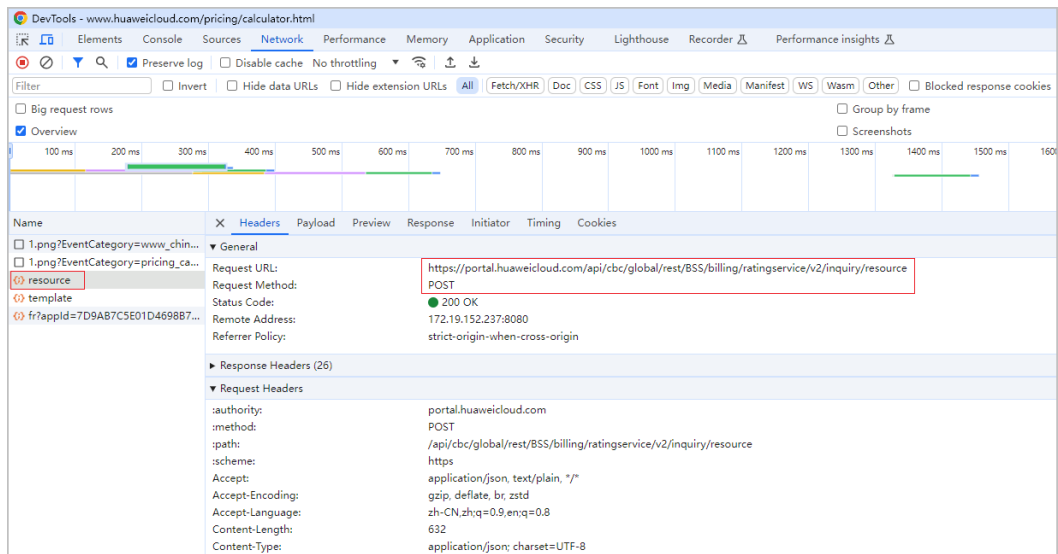 DevTools - www.huaweicloud.com/pricing/calculator.html
Elements Console Sources Network Performance Memory Application Security Lighthouse Recorder Performance insights
Preserve log Disable cache No throttling
Filter Invert Hide data URLs Hide extension URLs All Fetch/XHR Doc CSS JS Font Img Media Manifest WS Wasm Other Blocked response cookies
Big request rows Group by frame
Overview Screenshots
100 ms 200 ms 300 ms 400 ms 500 ms 600 ms 700 ms 800 ms 900 ms 1000 ms 1100 ms 1200 ms 1300 ms 1400 ms 1500 ms 160
Name Headers Payload Preview Response Initiator Timing Cookies
1.png?EventCategory=www_chin... General
1.png?EventCategory=pricing_ca... Request URL: https://portal.huaweicloud.com/api/cbc/global/rest/BSS/billing/ratingservice/v2/inquiry/resource
resource Request Method: POST
template Status Code: 200 OK
fr?appId=7D9AB7C5E01D4698B7... Remote Address: 172.19.152.237:8080
Referrer Policy: strict-origin-when-cross-origin
Response Headers (26)
Request Headers
:authority: portal.huaweicloud.com
:method: POST
:path: /api/cbc/global/rest/BSS/billing/ratingservice/v2/inquiry/resource
:scheme: https
Accept: application/json, text/plain, */*
Accept-Encoding: gzip, deflate, br, zstd
Accept-Language: zh-CN,zh;q=0.9,en;q=0.8
Content-Length: 632
Content-Type: application/json; charset=UTF-8